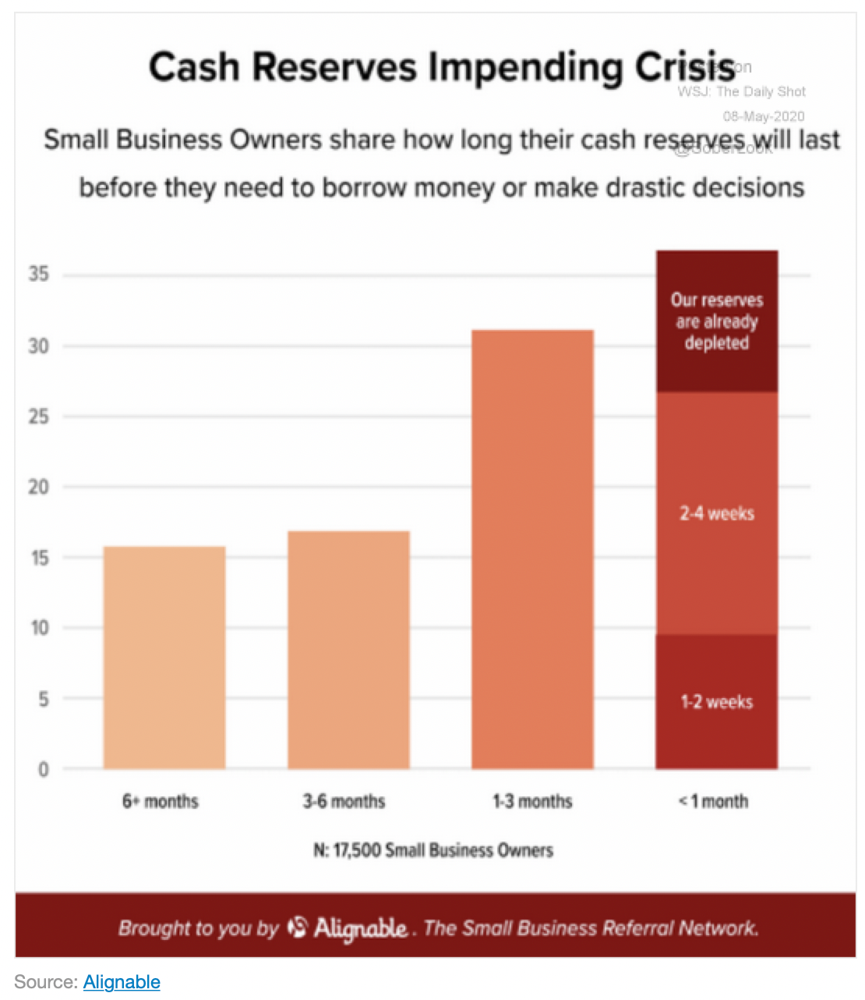 Cash Reserves Impending Crisis
WSJ: The Daily Shot
08-May-2020
@SoberLook
Small Business Owners share how long their cash reserves will last
before they need to borrow money or make drastic decisions
35
30
25
20
15
10
5
0
Our reserves
are already
depleted
2-4 weeks
1-2 weeks
6+ months
3-6 months
1-3 months
< 1 month
N: 17,500 Small Business Owners
Brought to you by Alignable. The Small Business Referral Network.
Source: Alignable